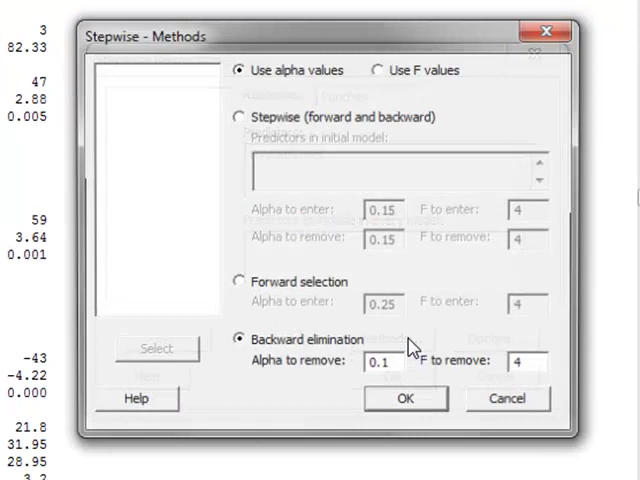 3
Stepwise - Methods
82.33
Use alpha values Use F values
47
2.88
0.005 Stepwise (forward and backward)
Predictors in initial model:
Alpha to enter: 0.15 F to enter: 4
59
3.64 Alpha to remove: 0.15 F to remove: 4
0.001
Forward selection
Alpha to enter: 0.25 F to enter: 4
Backward elimination
Select
-43 Alpha to remove: 0.1 F to remove: 4
-4.22
0.000 Help OK Cancel
21.8
31.95
28.95